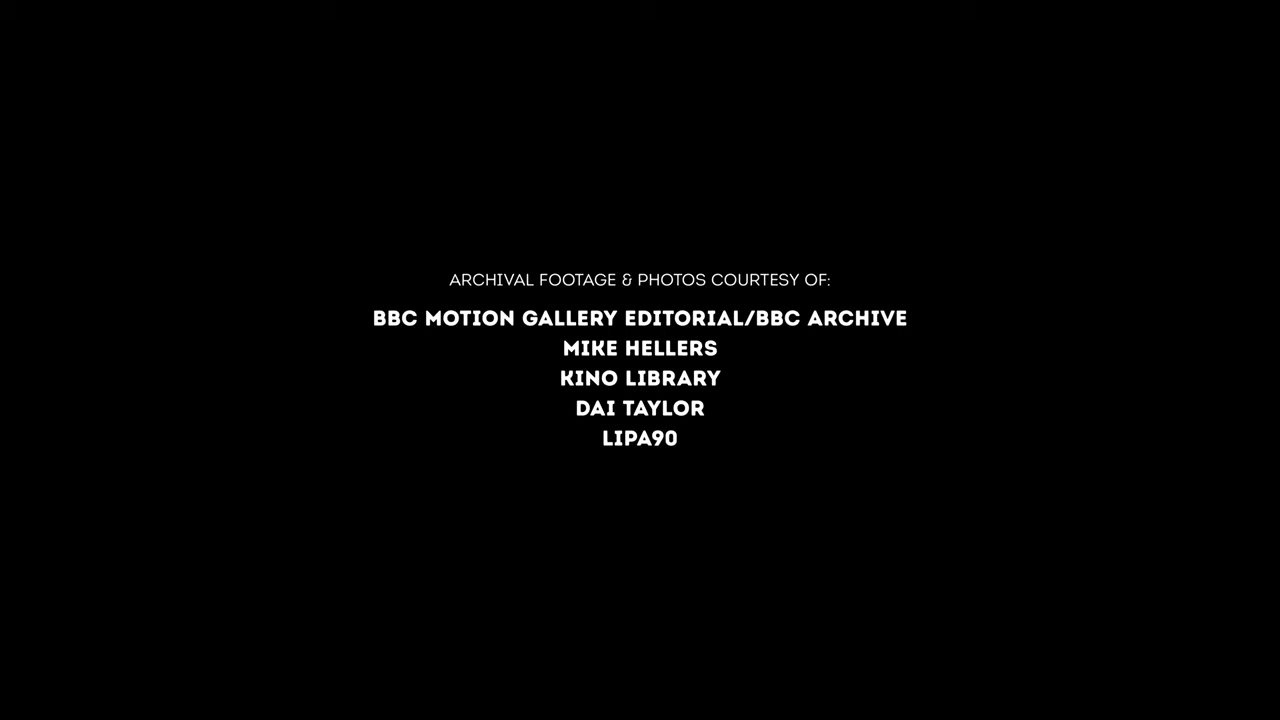 ARCHIVAL FOOTAGE & PHOTOS COURTESY OF:
BBC MOTION GALLERY EDITORIAL/BBC ARCHIVE
MIKE HELLERS
KINO LIBRARY
DAI TAYLOR
LIPA90